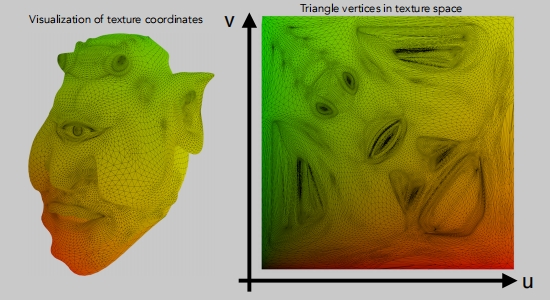 Visualization of texture coordinates
Triangle vertices in texture space
v
u